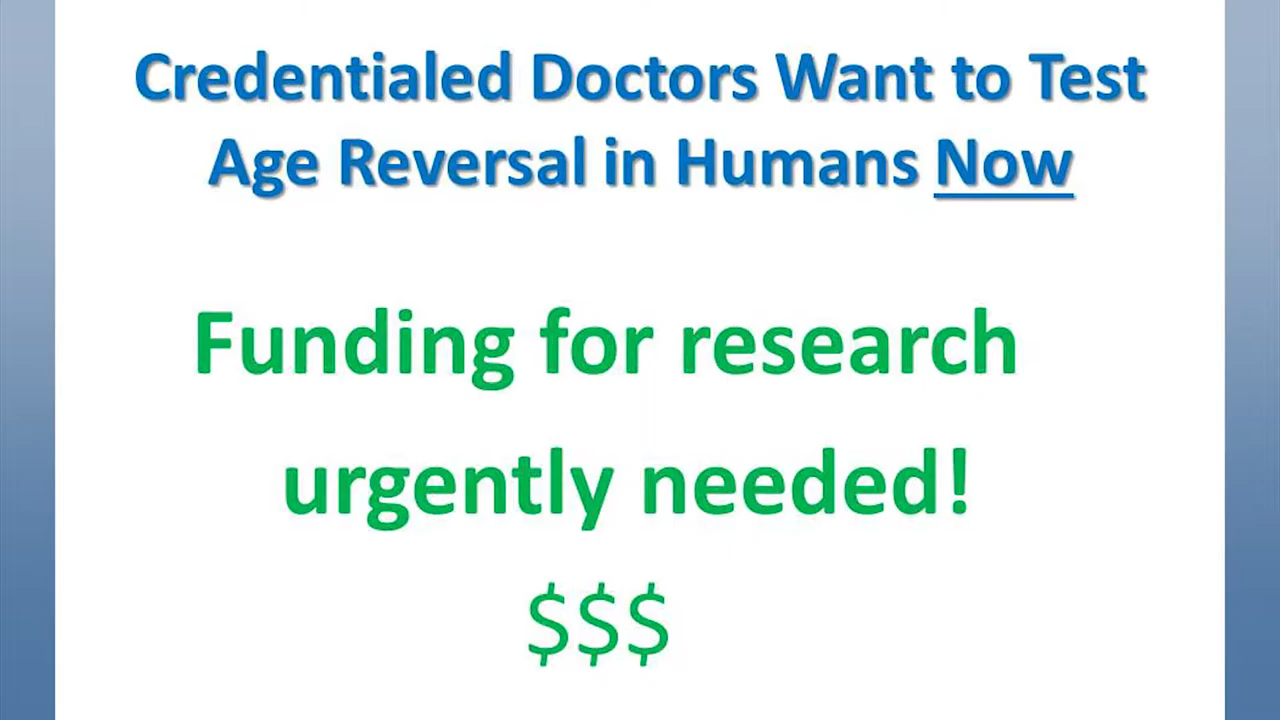 Credentialed Doctors Want to Test
Age Reversal in Humans Now
Funding for research
urgently needed!
$$$